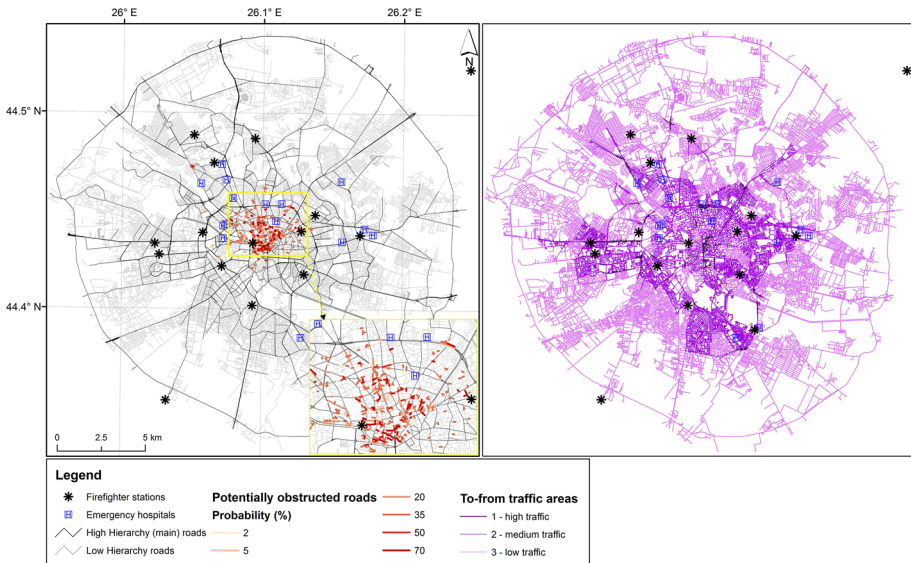 26° E 26.1° E 26.2° E
N
44.5° N
44.4° N
0 2.5 5 km
Legend
Firefighter stations
H Emergency hospitals
High Hierarchy (main) roads
Low Hierarchy roads
Potentially obstructed roads
Probability (%)
2
5
20
35
50
70
To-from traffic areas
1 - high traffic
2 - medium traffic
3 - low traffic